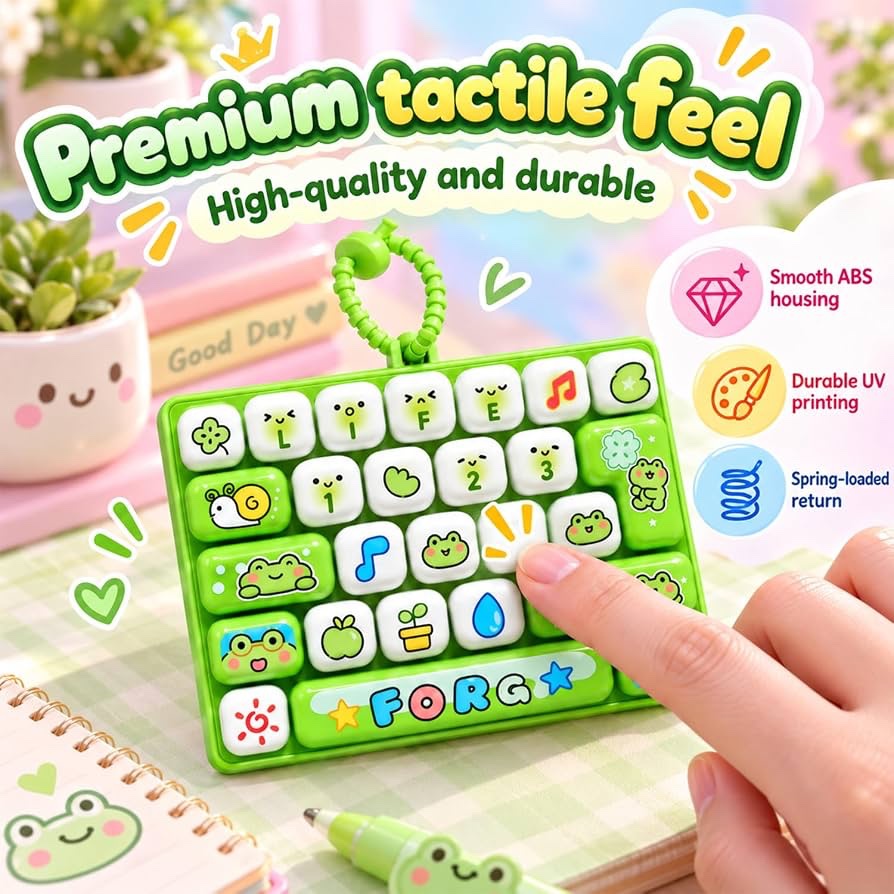 Premium tactile feel
High-quality and durable
Good Day
Smooth ABS
housing
Durable UV
printing
Spring-loaded
return
L I F E
1 2 3
FORG